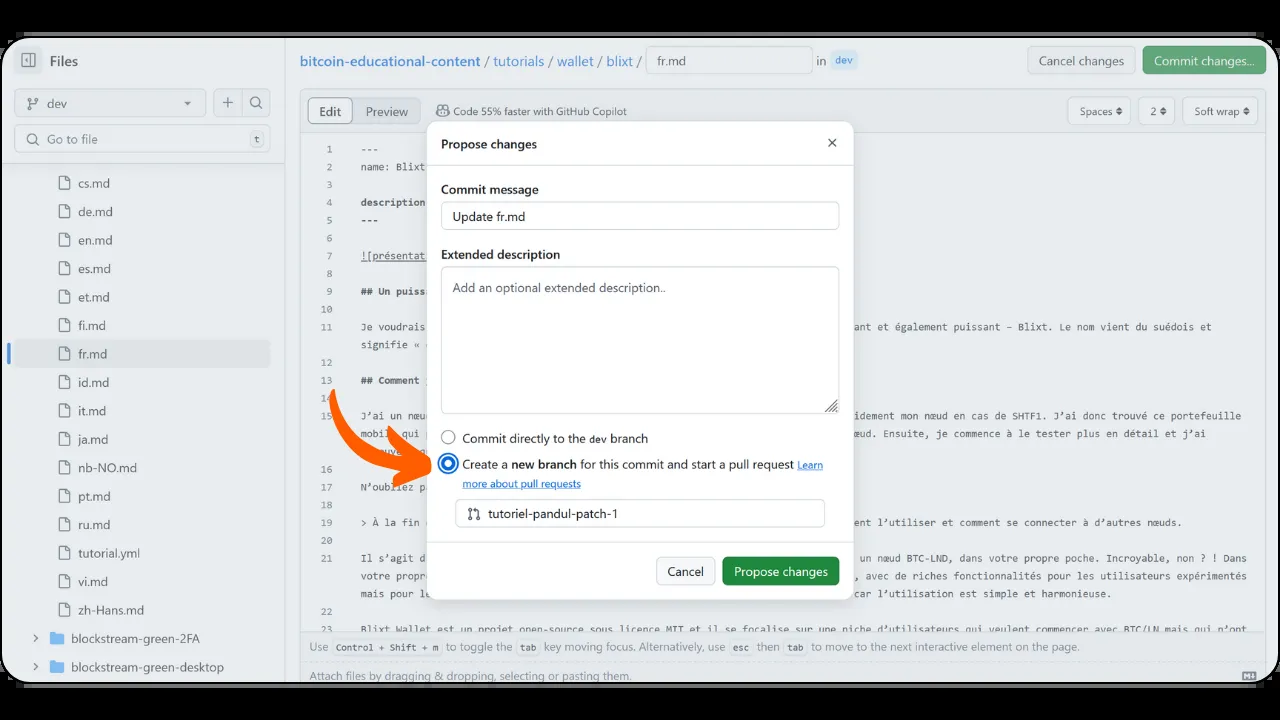 Files
bitcoin-educational-content / tutorials / wallet / blixt / fr.md in dev
Cancel changes
Commit changes...
dev
Go to file
t
cs.md
de.md
en.md
es.md
et.md
fi.md
fr.md
id.md
it.md
ja.md
nb-NO.md
pt.md
ru.md
tutorial.yml
vi.md
zh-Hans.md
blockstream-green-2FA
blockstream-green-desktop
Edit
Preview
Code 55% faster with GitHub Copilot
Spaces
2
Soft wrap
1 ---
2 name: Blixt
3
4 description
5 ---
6
7 ![présentat
8
9 ## Un puiss
10
11 Je voudrais ant et également puissant – Blixt. Le nom vient du suédois et
signifie «
12
13 ## Comment
14
15 J’ai un nœu idement mon nœud en cas de SHTF1. J’ai donc trouvé ce portefeuille
mobil qui œud. Ensuite, je commence à le tester plus en détail et j’ai
16
17 N’oubliez p
18
19 > À la fin ent l’utiliser et comment se connecter à d’autres nœuds.
20
21 Il s’agit d un nœud BTC-LND, dans votre propre poche. Incroyable, non ? ! Dans
votre propr , avec de riches fonctionnalités pour les utilisateurs expérimentés
mais pour le car l’utilisation est simple et harmonieuse.
22
23 Blixt Wallet est un projet open-source sous licence MIT et il se focalise sur une niche d’utilisateurs qui veulent commencer avec BTC/LN mais qui n’ont
Propose changes
Commit message
Update fr.md
Extended description
Add an optional extended description..
Commit directly to the dev branch
Create a new branch for this commit and start a pull request Learn
more about pull requests
tutoriel-pandul-patch-1
Cancel
Propose changes
Use Control + Shift + m to toggle the tab key moving focus. Alternatively, use esc then tab to move to the next interactive element on the page.
Attach files by dragging & dropping, selecting or pasting them.